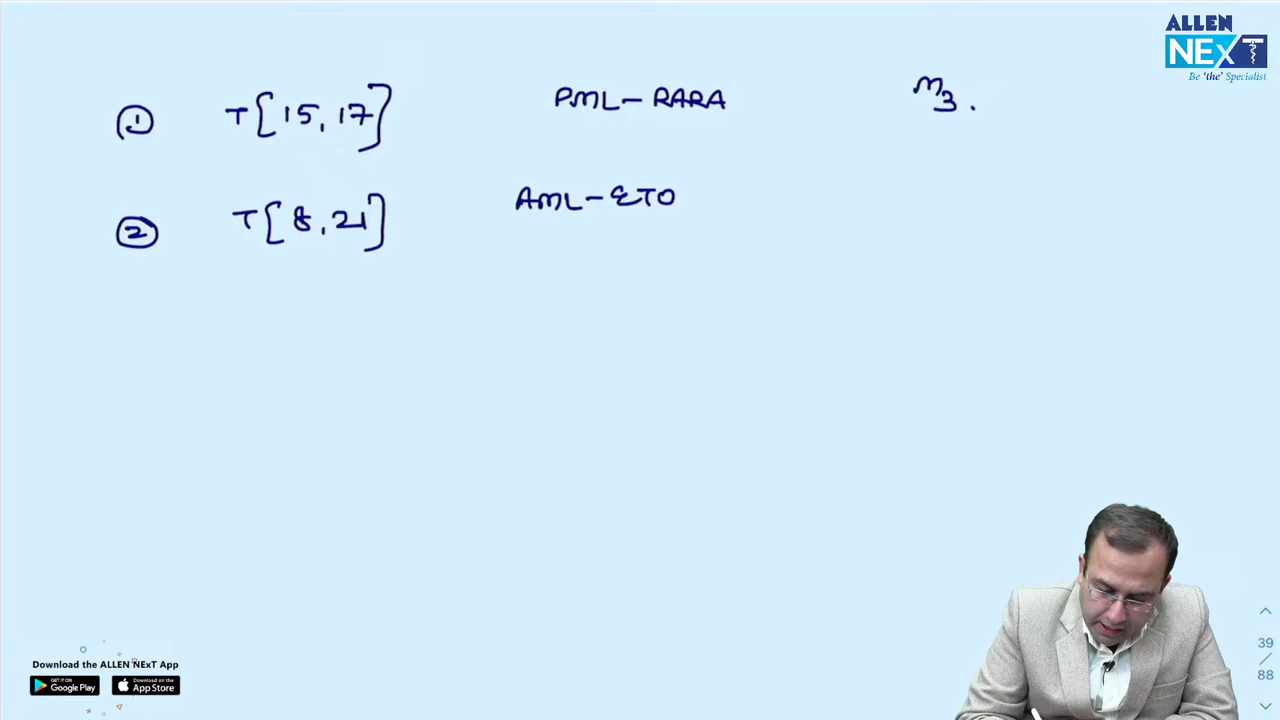 ALLEN
NExT
Be 'the' Specialist
① T[15, 17] PML-RARA M3.
② T[8, 21] AML-ETO
39
/
88
Download the ALLEN NExT App
GET IT ON Google Play
Download on the App Store